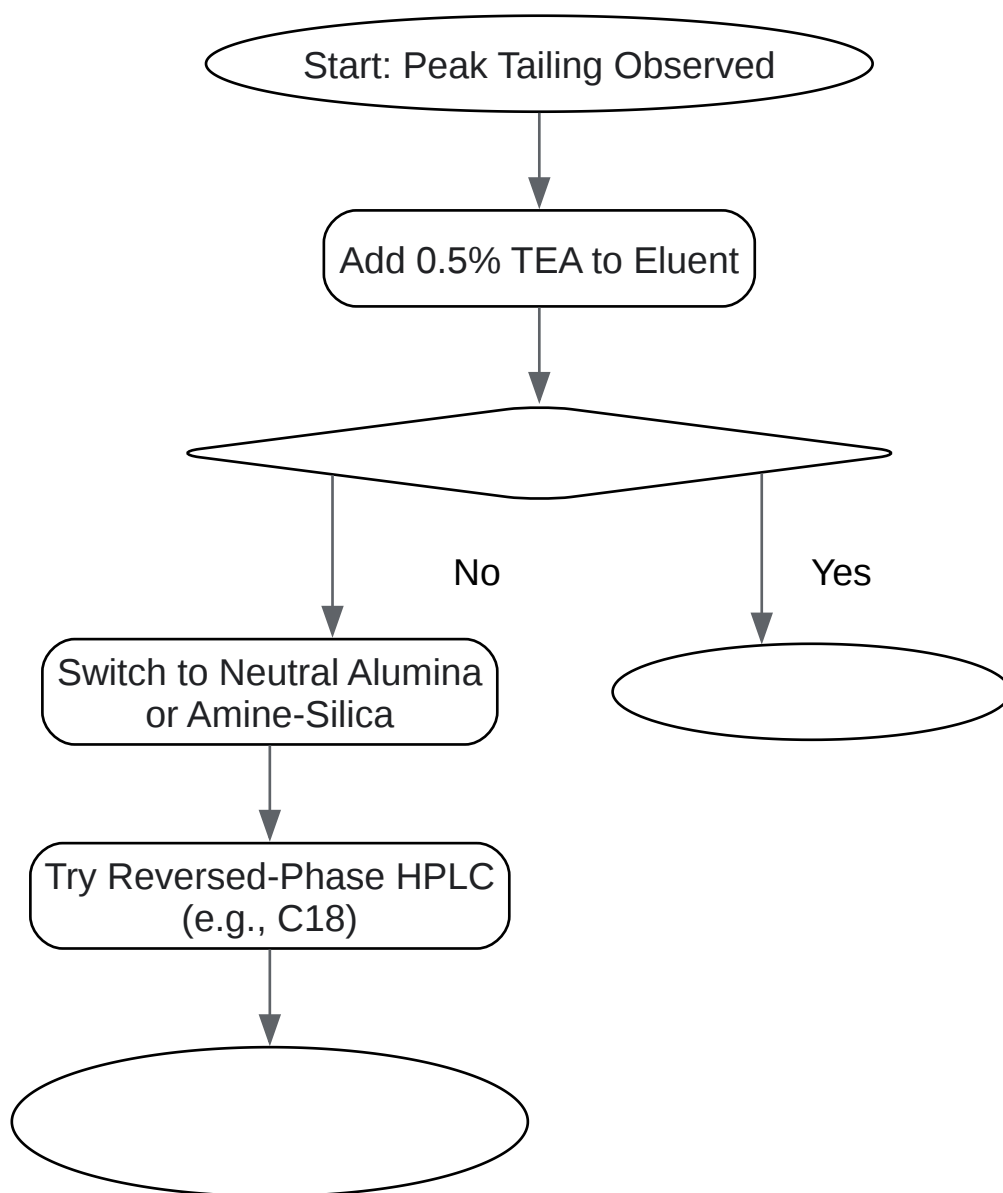 Start: Peak Tailing Observed
Add 0.5% TEA to Eluent
No
Yes
Switch to Neutral Alumina
or Amine-Silica
Try Reversed-Phase HPLC
(e.g., C18)